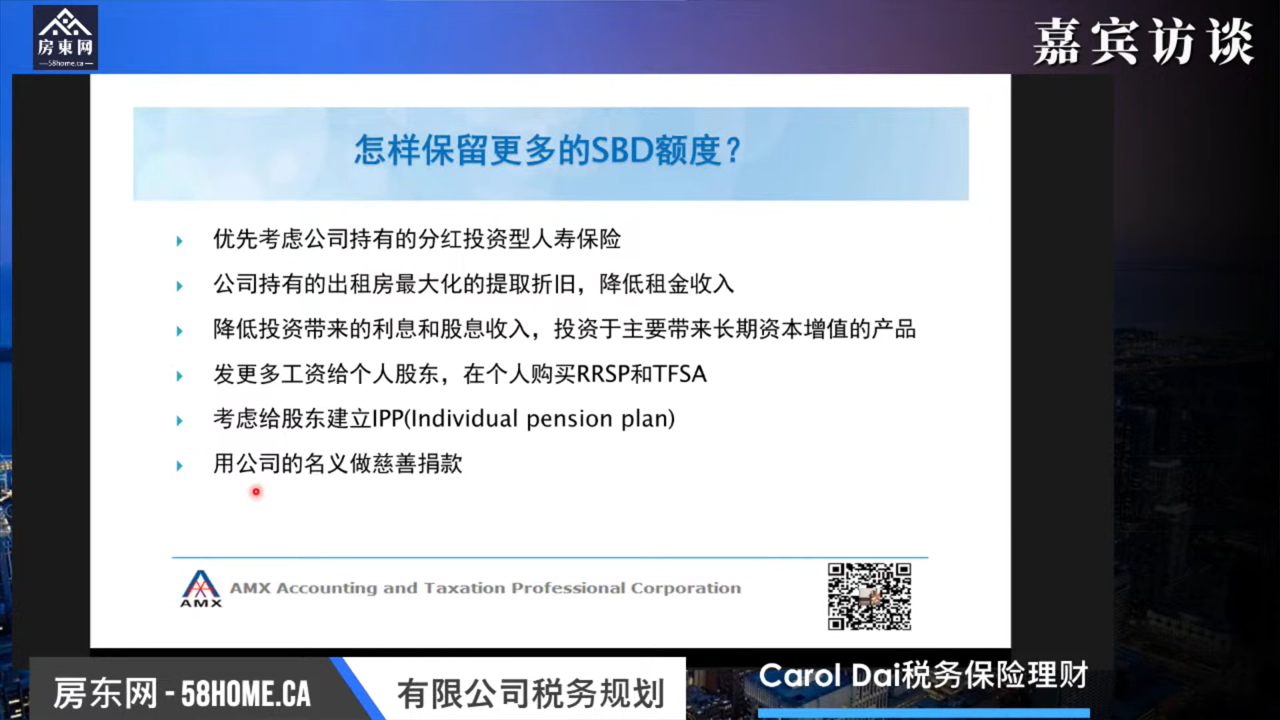 房東网
58home.ca
嘉宾访谈
怎样保留更多的SBD额度？
优先考虑公司持有的分红投资型人寿保险
公司持有的出租房最大化的提取折旧，降低租金收入
降低投资带来的利息和股息收入，投资于主要带来长期资本增值的产品
发更多工资给个人股东，在个人购买RRSP和TFSA
考虑给股东建立IPP(Individual pension plan)
用公司的名义做慈善捐款
AMX
AMX Accounting and Taxation Professional Corporation
房东网 - 58HOME.CA
有限公司税务规划
Carol Dai税务保险理财